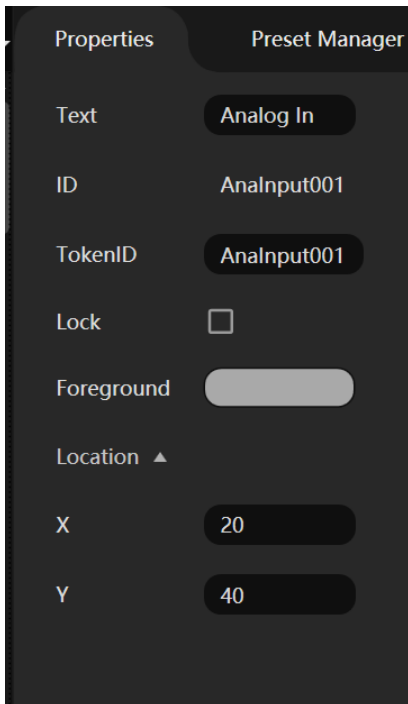 Properties Preset Manager
Text Analog In
ID AnaInput001
TokenID AnaInput001
Lock
Foreground
Location ▲
X 20
Y 40